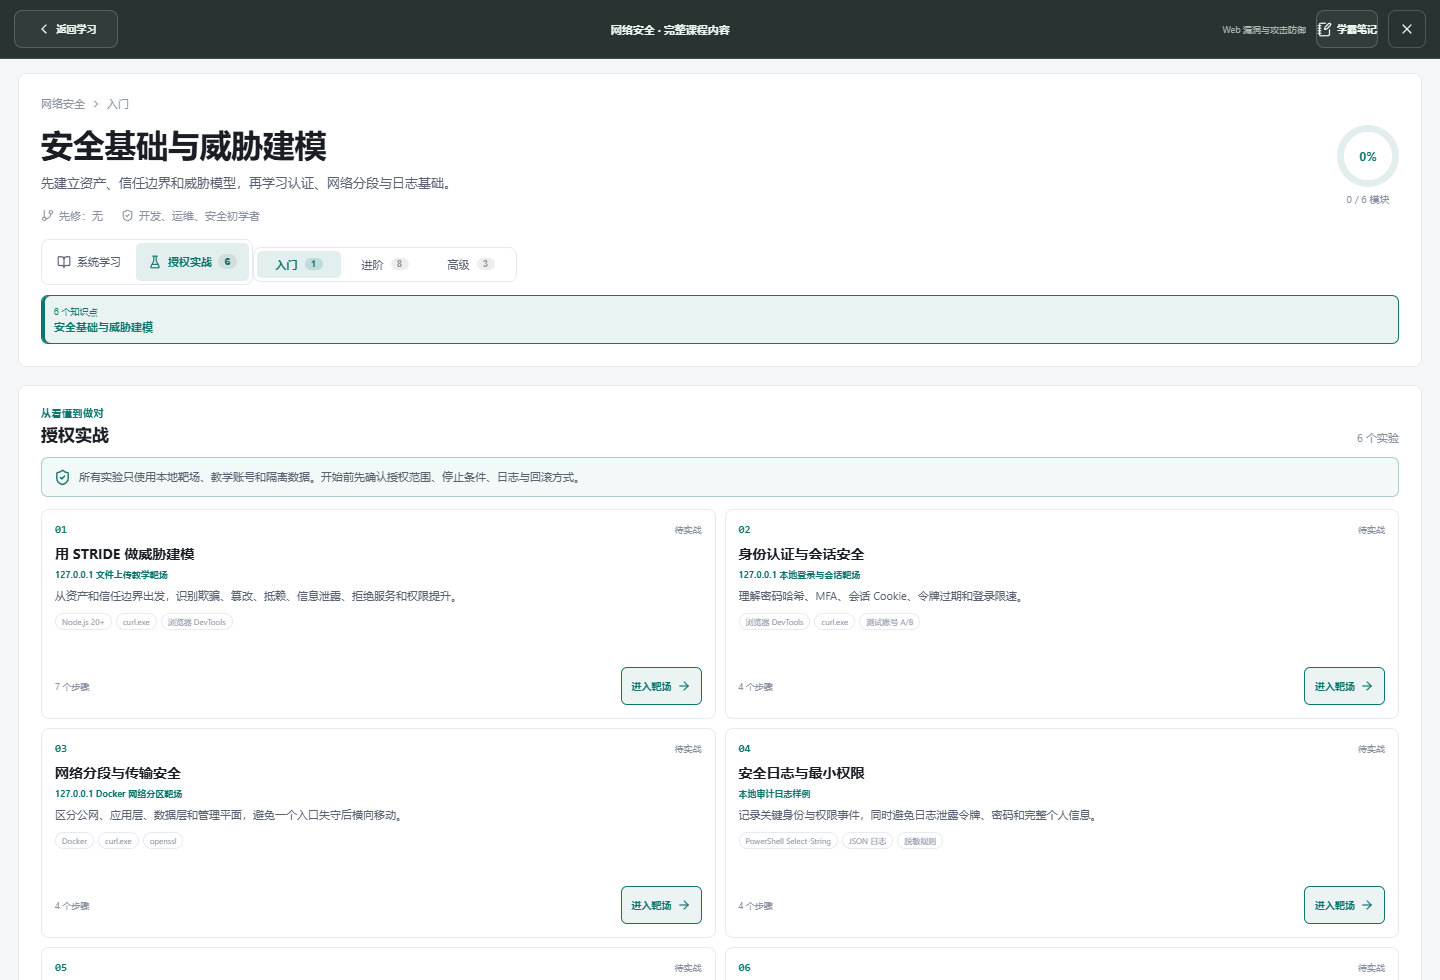 返回学习
网络安全 · 完整课程内容
Web 漏洞与攻击防御
学霸笔记
网络安全 > 入门
安全基础与威胁建模
先建立资产、信任边界和威胁模型，再学习认证、网络分段与日志基础。
0%
0 / 6 模块
先修：无
开发、运维、安全初学者
系统学习
授权实战 6
入门 1
进阶 8
高级 3
6 个知识点
安全基础与威胁建模
从看懂到做对
授权实战
6 个实验
所有实验只使用本地靶场、教学账号和隔离数据。开始前先确认授权范围、停止条件、日志与回滚方式。
01
待实战
用 STRIDE 做威胁建模
127.0.0.1 文件上传教学靶场
从资产和信任边界出发，识别欺骗、篡改、抵赖、信息泄露、拒绝服务和权限提升。
Node.js 20+
curl.exe
浏览器 DevTools
7 个步骤
进入靶场
02
待实战
身份认证与会话安全
127.0.0.1 本地登录与会话靶场
理解密码哈希、MFA、会话 Cookie、令牌过期和登录限速。
浏览器 DevTools
curl.exe
测试账号 A/B
4 个步骤
进入靶场
03
待实战
网络分段与传输安全
127.0.0.1 Docker 网络分区靶场
区分公网、应用层、数据层和管理平面，避免一个入口失守后横向移动。
Docker
curl.exe
openssl
4 个步骤
进入靶场
04
待实战
安全日志与最小权限
本地审计日志样例
记录关键身份与权限事件，同时避免日志泄露令牌、密码和完整个人信息。
PowerShell Select-String
JSON 日志
脱敏规则
4 个步骤
进入靶场
05
待实战
06
待实战